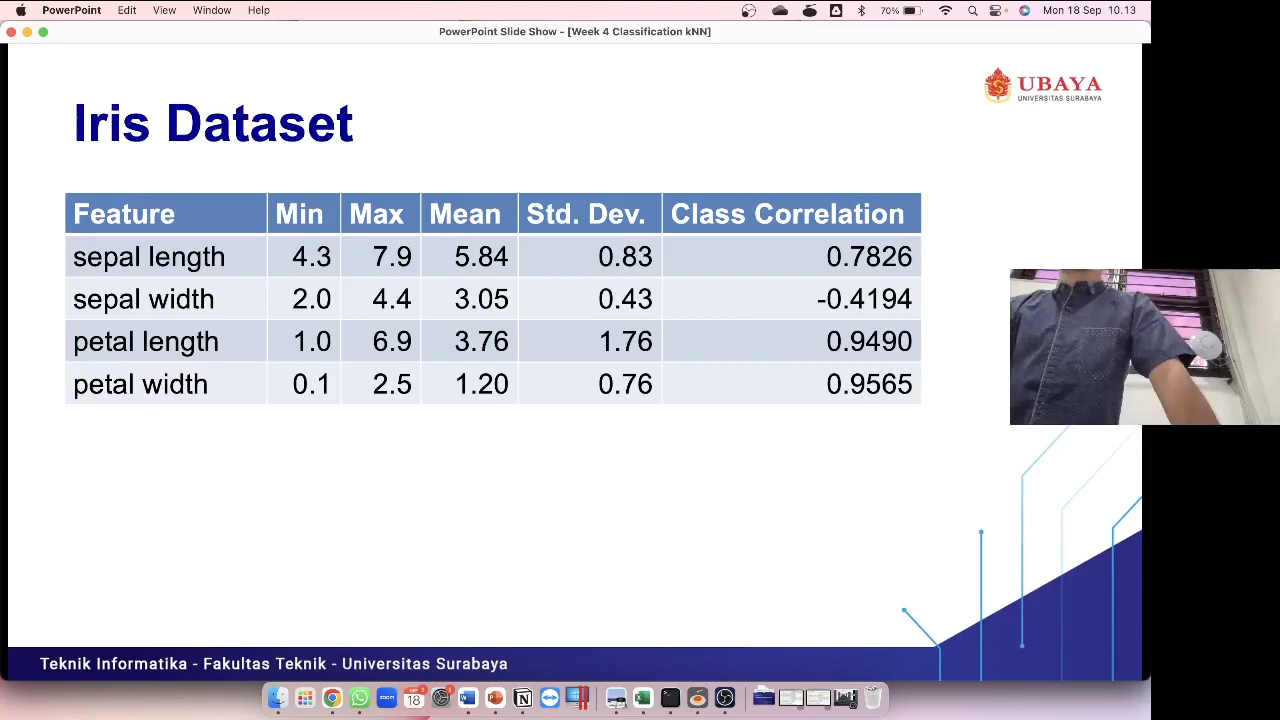 PowerPoint Edit View Window Help 70% Mon 18 Sep 10.13
PowerPoint Slide Show - [Week 4 Classification kNN]
UBAYA
UNIVERSITAS SURABAYA
Iris Dataset
Feature Min Max Mean Std. Dev. Class Correlation
sepal length 4.3 7.9 5.84 0.83 0.7826
sepal width 2.0 4.4 3.05 0.43 -0.4194
petal length 1.0 6.9 3.76 1.76 0.9490
petal width 0.1 2.5 1.20 0.76 0.9565
Teknik Informatika - Fakultas Teknik - Universitas Surabaya
zoom 18